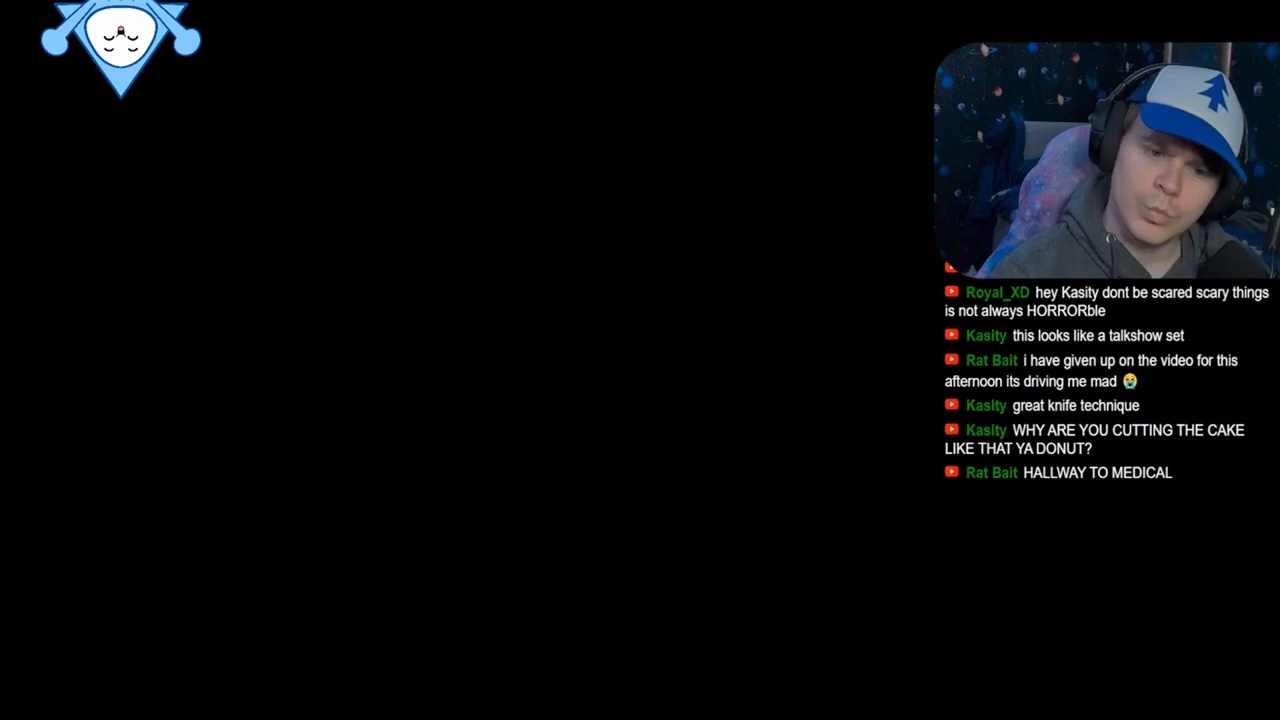 Royal_XD hey Kasity dont be scared scary things
is not always HORRORble
Kasity this looks like a talkshow set
Rat Bait i have given up on the video for this
afternoon its driving me mad 😭
Kasity great knife technique
Kasity WHY ARE YOU CUTTING THE CAKE
LIKE THAT YA DONUT?
Rat Bait HALLWAY TO MEDICAL